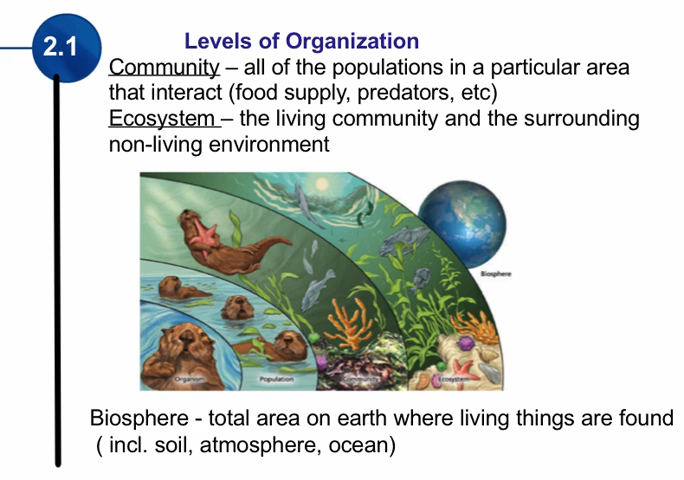 2.1
Levels of Organization
Community – all of the populations in a particular area
that interact (food supply, predators, etc)
Ecosystem – the living community and the surrounding
non-living environment
Biosphere
Organism
Population
Community
Ecosystem
Biosphere - total area on earth where living things are found
( incl. soil, atmosphere, ocean)